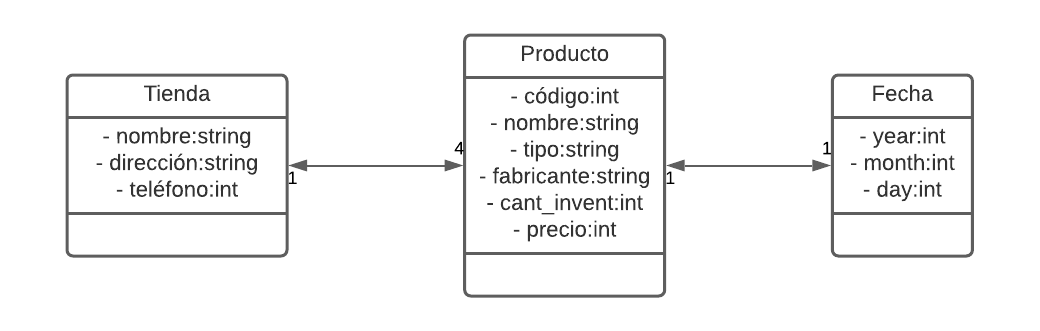 Tienda
- nombre:string
- dirección:string
- teléfono:int
1
4
Producto
- código:int
- nombre:string
- tipo:string
- fabricante:string
- cant_invent:int
- precio:int
1
1
Fecha
- year:int
- month:int
- day:int